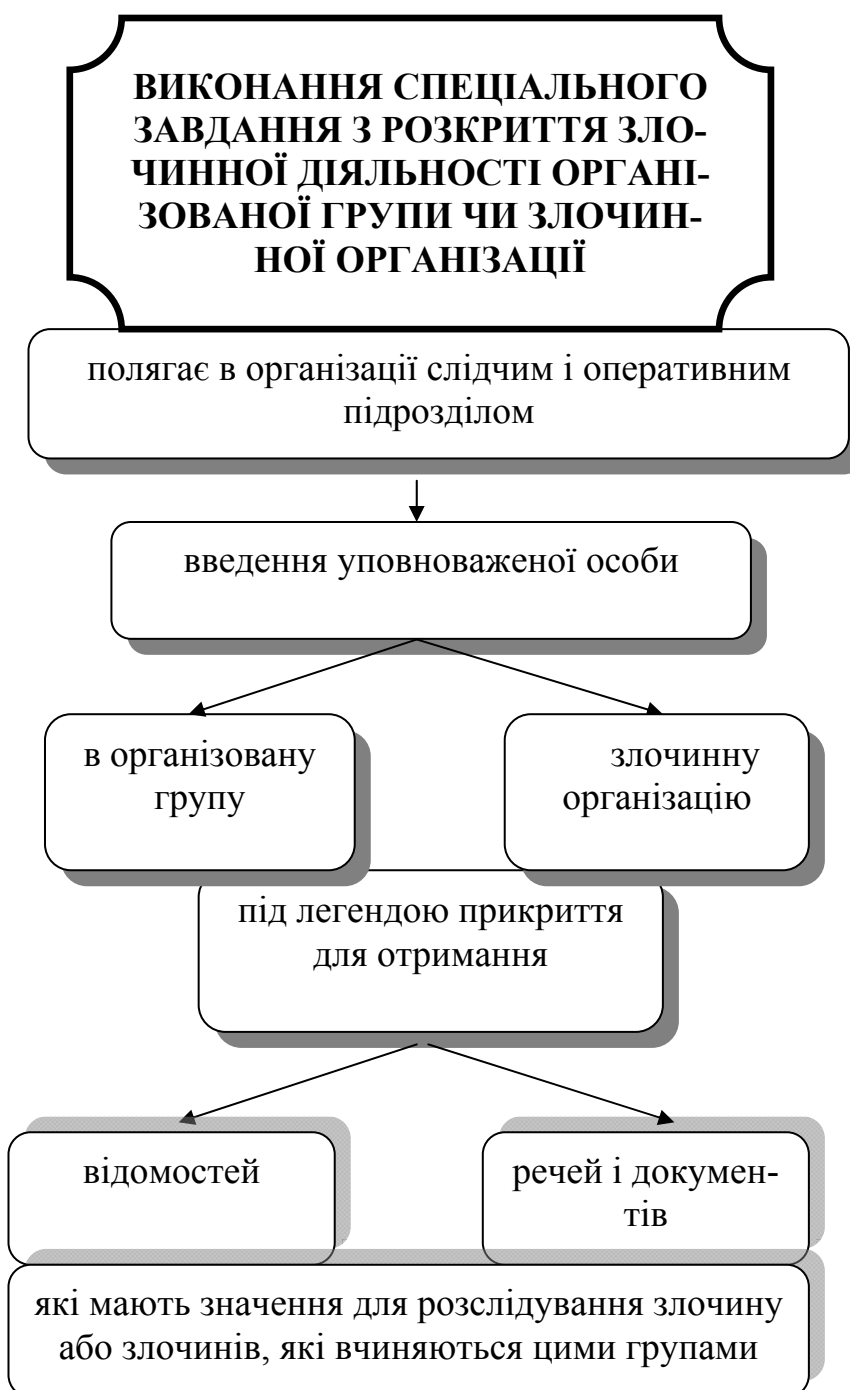 ВИКОНАННЯ СПЕЦІАЛЬНОГО
ЗАВДАННЯ З РОЗКРИТТЯ ЗЛО-
ЧИННОЇ ДІЯЛЬНОСТІ ОРГАНІ-
ЗОВАНОЇ ГРУПИ ЧИ ЗЛОЧИН-
НОЇ ОРГАНІЗАЦІЇ
полягає в організації слідчим і оперативним
підрозділом
введення уповноваженої особи
в організовану
групу
злочинну
організацію
під легендою прикриття
для отримання
відомостей
речей і докумен-
тів
які мають значення для розслідування злочину
або злочинів, які вчиняються цими групами